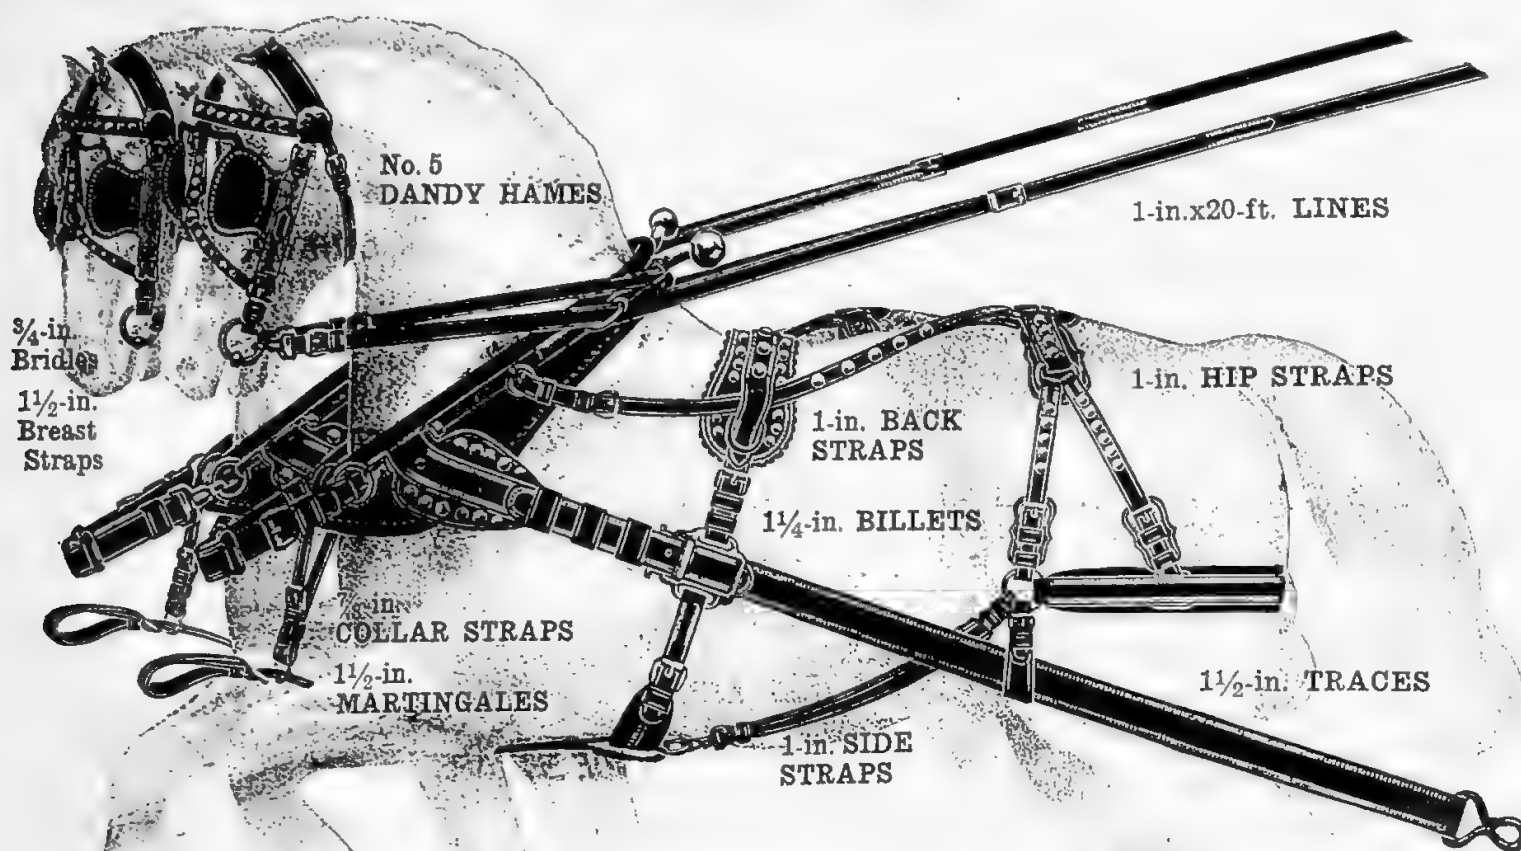 No. 5
DANDY HAMES
1-in.x20-ft. LINES
¾-in.
Bridles
1½-in.
Breast
Straps
1-in. HIP STRAPS
1-in. BACK
STRAPS
1¼-in. BILLETS
-in.
COLLAR STRAPS
1½-in.
MARTINGALES
1½-in. TRACES
1-in. SIDE
STRAPS